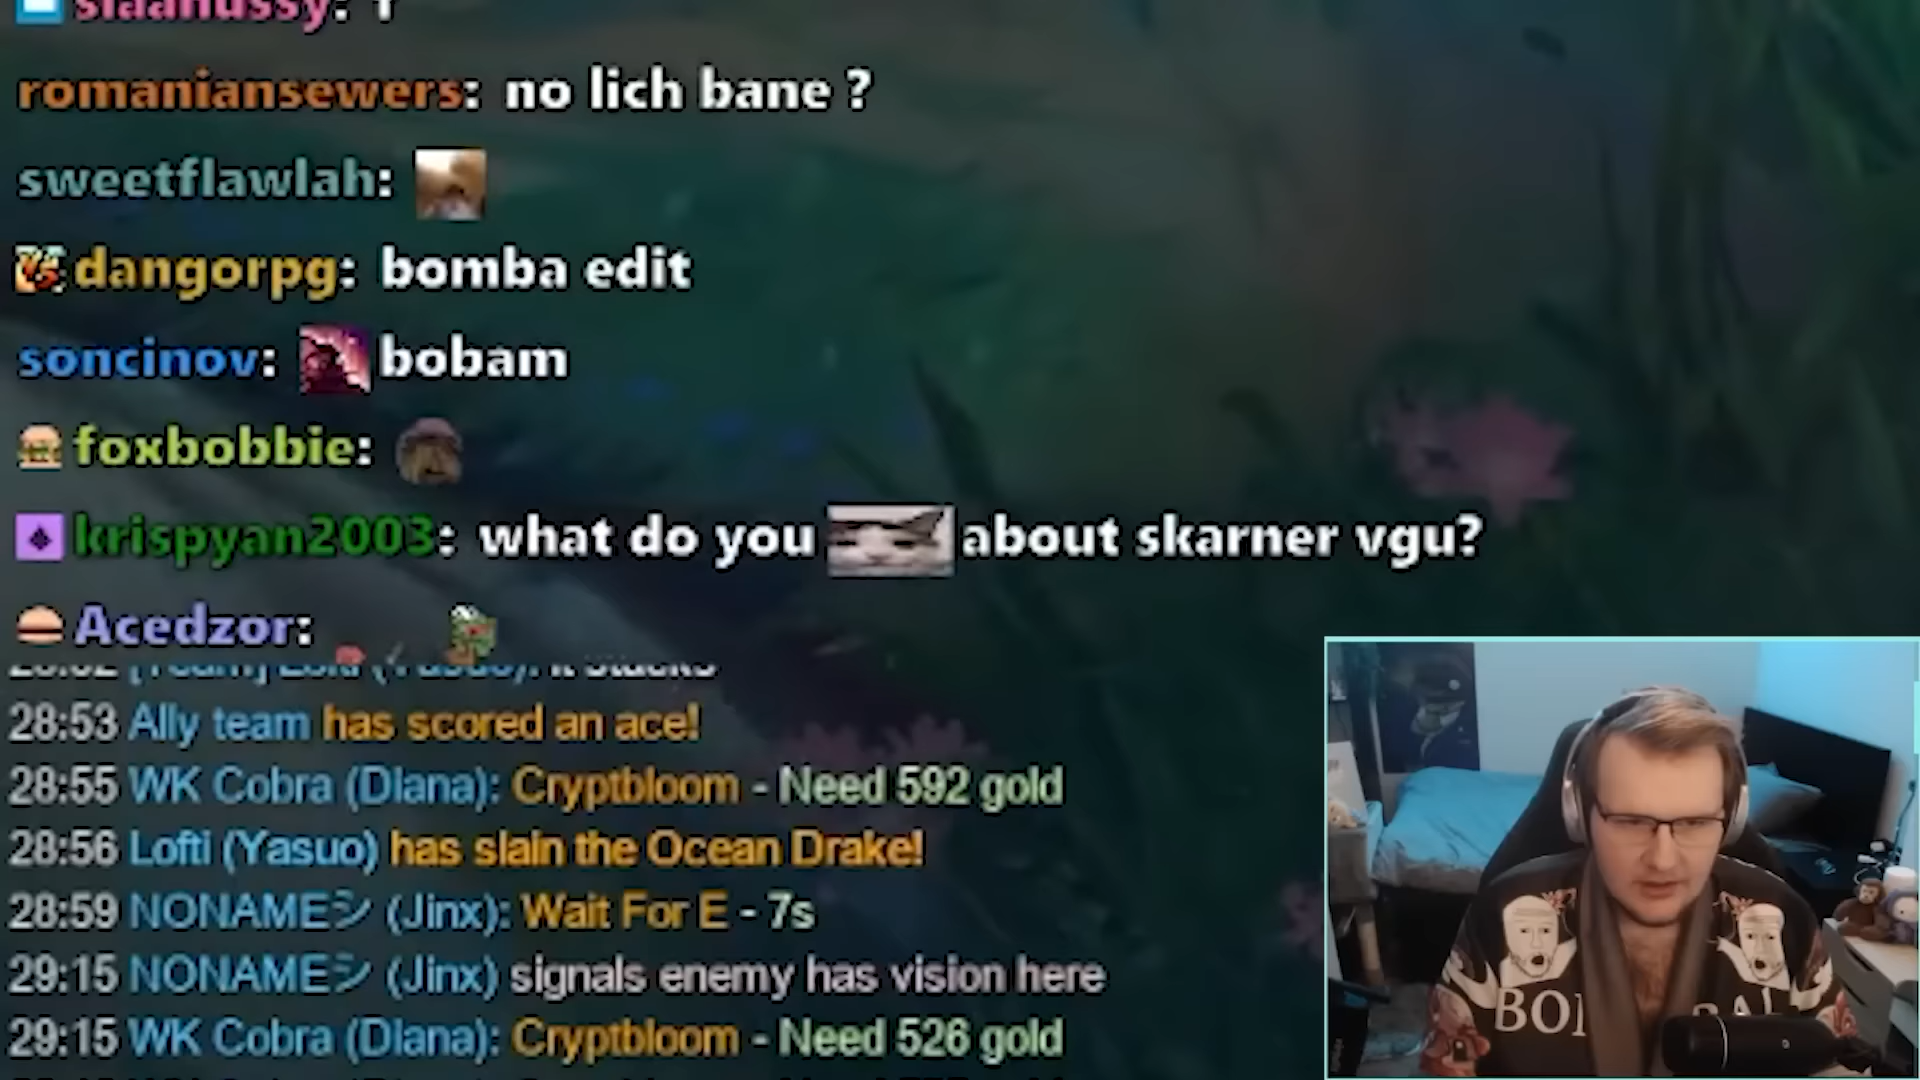 slaanussy:
romaniansewers: no lich bane ?
sweetflawlah:
dangorpg: bomba edit
soncinov: bobam
foxbobbie:
krispyan2003: what do you about skarner vgu?
Acedzor:
it stacks
28:53 Ally team has scored an ace!
28:55 WK Cobra (Diana): Cryptbloom - Need 592 gold
28:56 Lofti (Yasuo) has slain the Ocean Drake!
28:59 NONAMEシ (Jinx): Wait For E - 7s
29:15 NONAMEシ (Jinx) signals enemy has vision here
29:15 WK Cobra (Diana): Cryptbloom - Need 526 gold